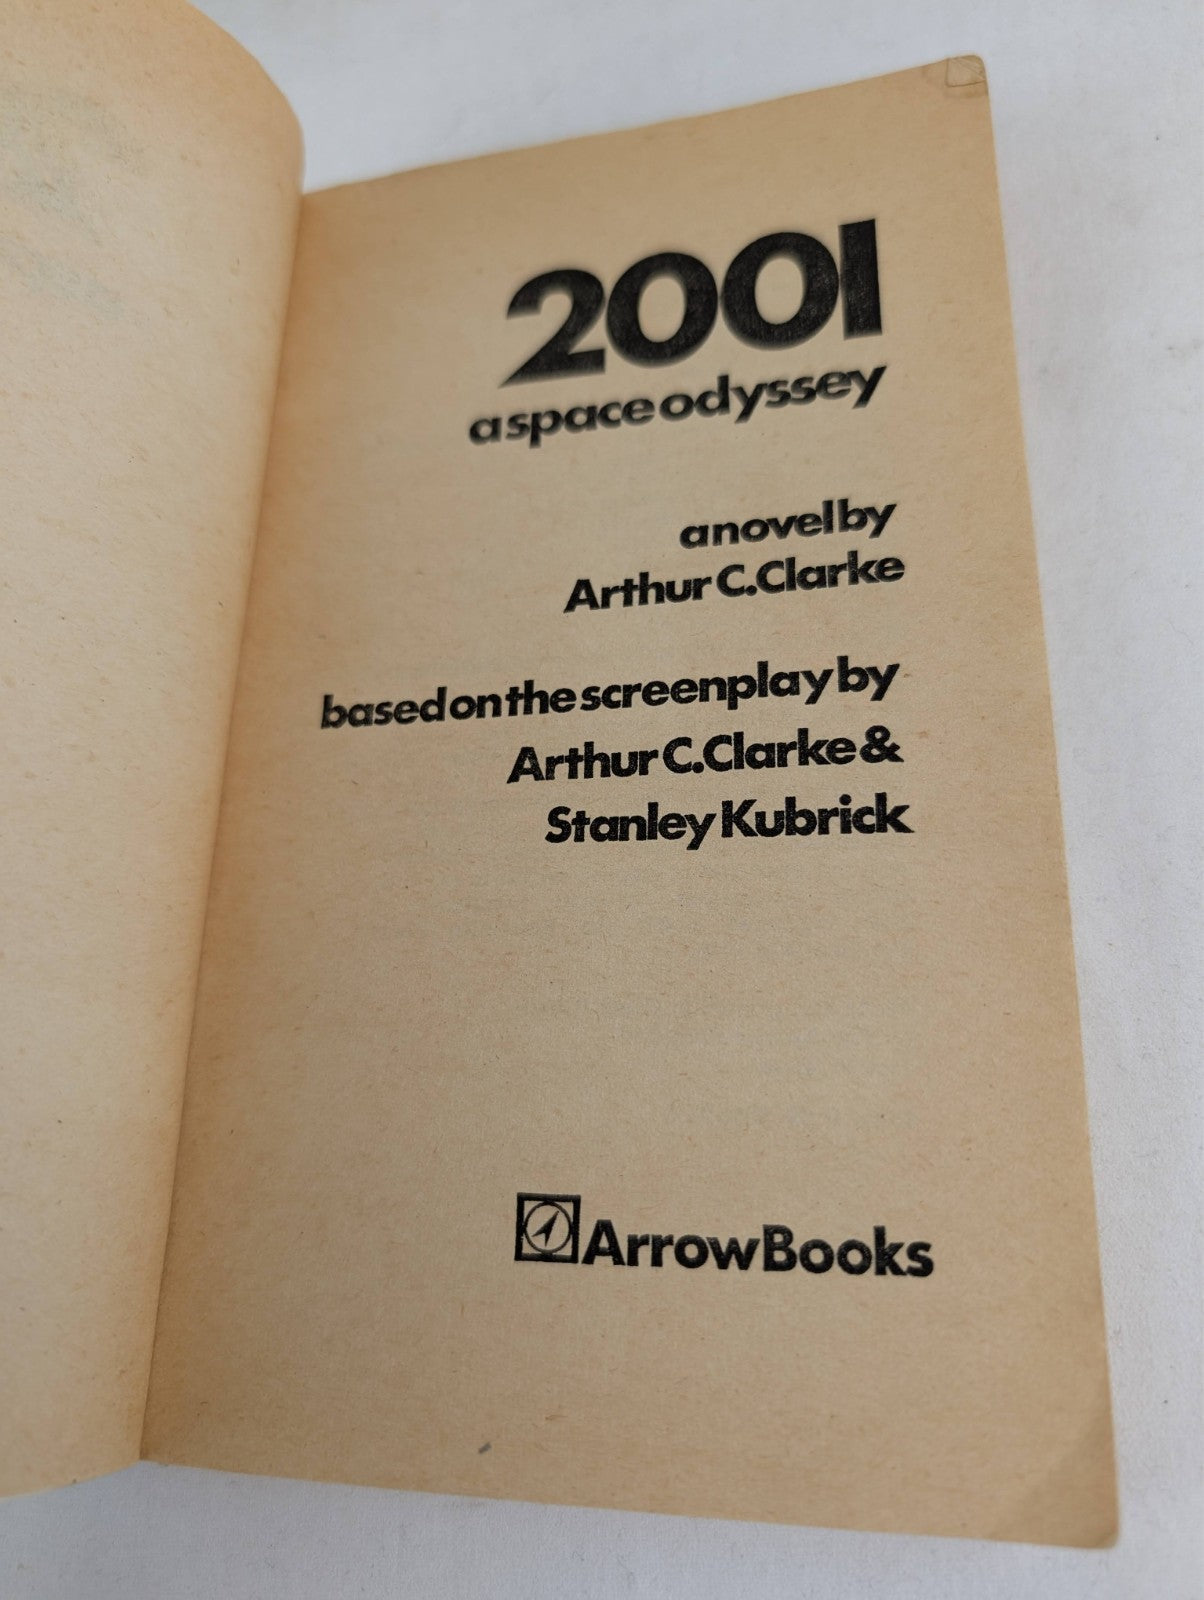 2001
a space odyssey
a novel by
Arthur C. Clarke
based on the screenplay by
Arthur C. Clarke &
Stanley Kubrick
Arrow Books